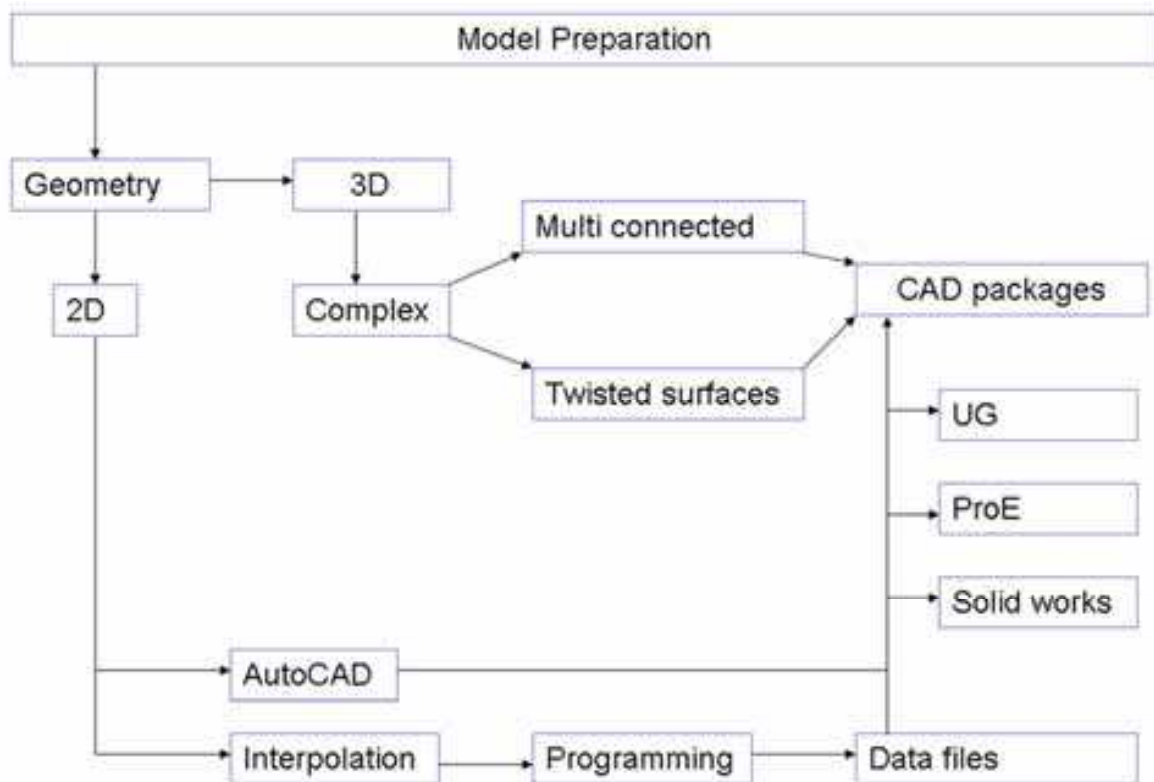 Model Preparation
Geometry
3D
Multi connected
CAD packages
2D
Complex
Twisted surfaces
UG
ProE
Solid works
AutoCAD
Interpolation
Programming
Data files